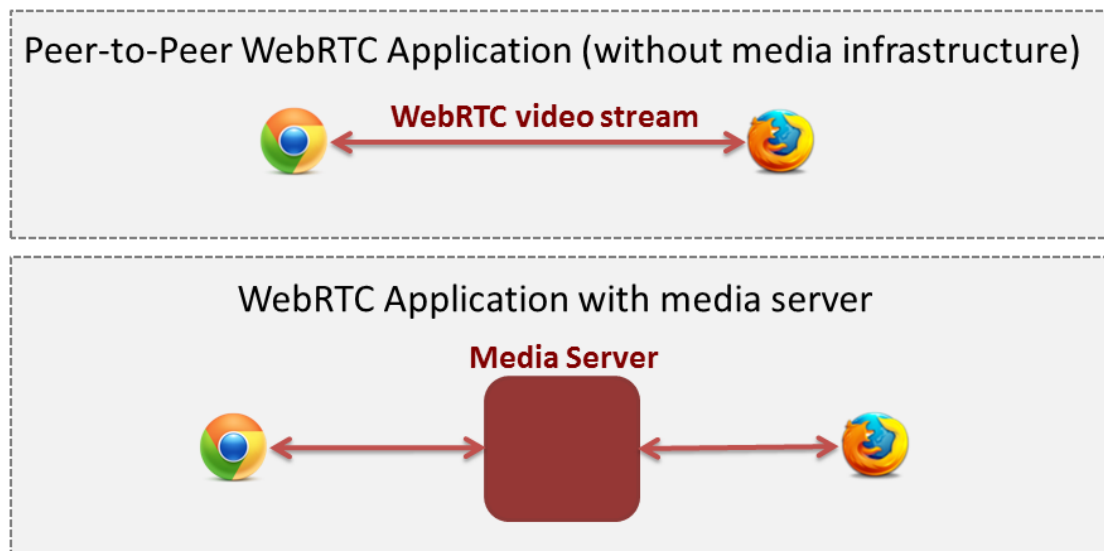 Peer-to-Peer WebRTC Application (without media infrastructure)
WebRTC video stream
WebRTC Application with media server
Media Server